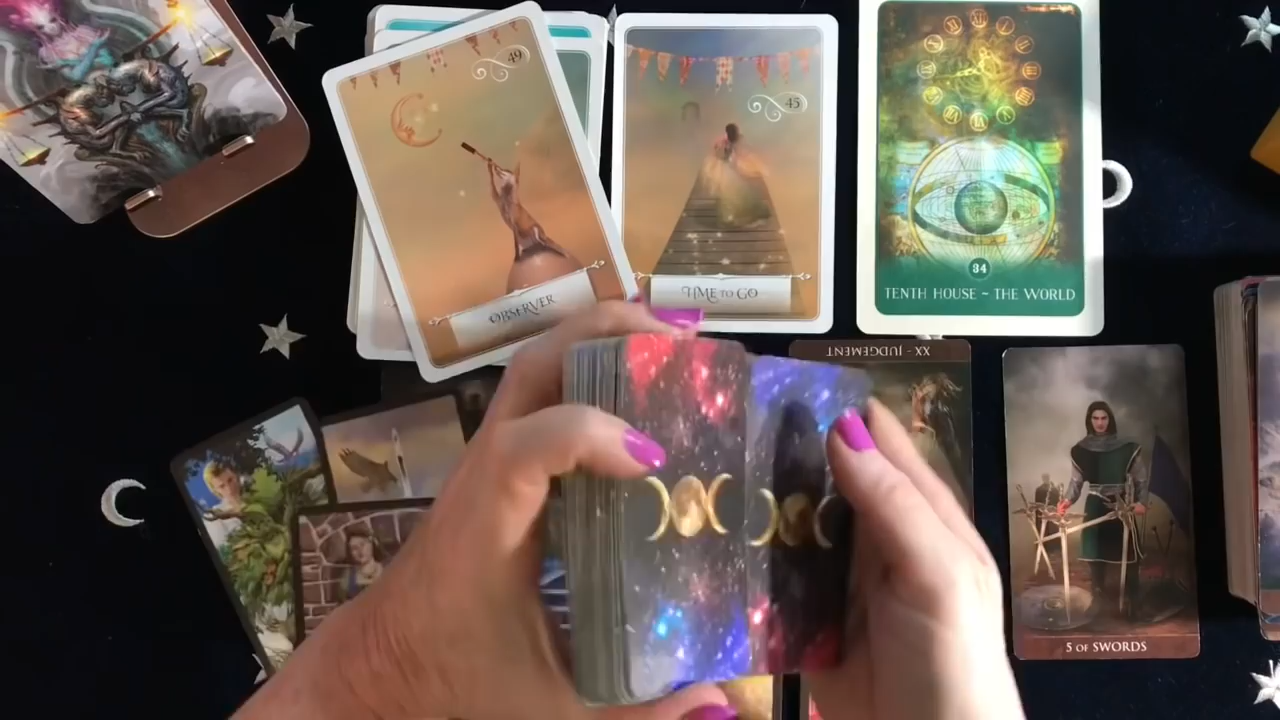 49
OBSERVER
45
TIME TO GO
34
TENTH HOUSE ~ THE WORLD
XX - JUDGEMENT
5 OF SWORDS